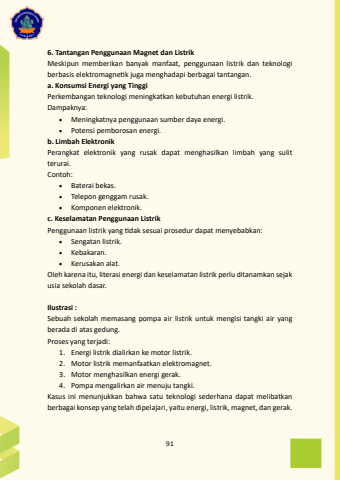 6. Tantangan Penggunaan Magnet dan Listrik
Meskipun memberikan banyak manfaat, penggunaan listrik dan teknologi
berbasis elektromagnetik juga menghadapi berbagai tantangan.
a. Konsumsi Energi yang Tinggi
Perkembangan teknologi meningkatkan kebutuhan energi listrik.
Dampaknya:
• Meningkatnya penggunaan sumber daya energi.
• Potensi pemborosan energi.
b. Limbah Elektronik
Perangkat elektronik yang rusak dapat menghasilkan limbah yang sulit
terurai.
Contoh:
• Baterai bekas.
• Telepon genggam rusak.
• Komponen elektronik.
c. Keselamatan Penggunaan Listrik
Penggunaan listrik yang tidak sesuai prosedur dapat menyebabkan:
• Sengatan listrik.
• Kebakaran.
• Kerusakan alat.
Oleh karena itu, literasi energi dan keselamatan listrik perlu ditanamkan sejak
usia sekolah dasar.
Ilustrasi :
Sebuah sekolah memasang pompa air listrik untuk mengisi tangki air yang
berada di atas gedung.
Proses yang terjadi:
1. Energi listrik dialirkan ke motor listrik.
2. Motor listrik memanfaatkan elektromagnet.
3. Motor menghasilkan energi gerak.
4. Pompa mengalirkan air menuju tangki.
Kasus ini menunjukkan bahwa satu teknologi sederhana dapat melibatkan
berbagai konsep yang telah dipelajari, yaitu energi, listrik, magnet, dan gerak.
91